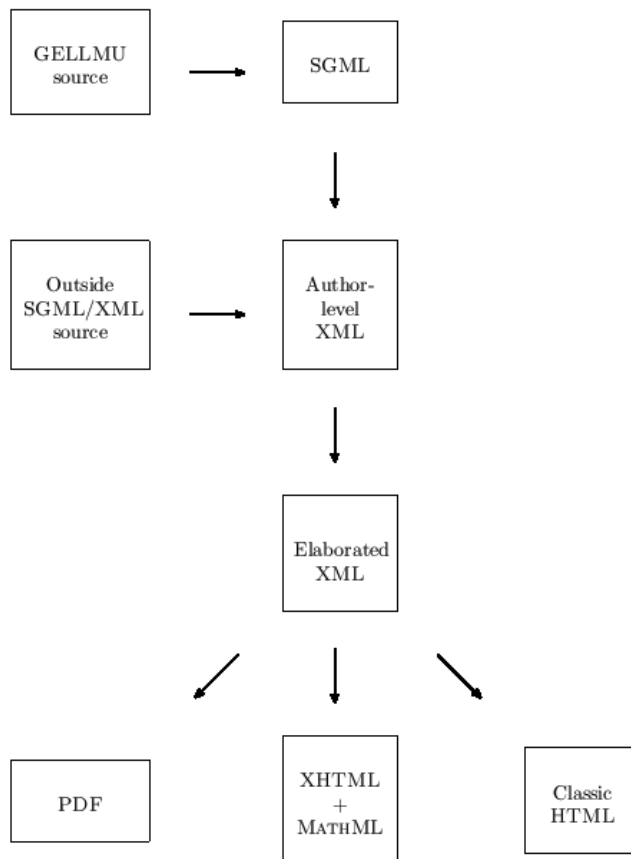 GELLMU
source
SGML
Outside
SGML/XML
source
Author-
level
XML
Elaborated
XML
PDF
XHTML
+
MATHML
Classic
HTML